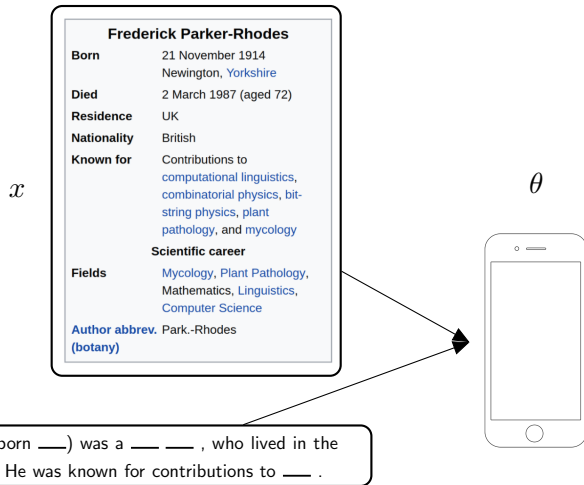 Frederick Parker-Rhodes
Born 21 November 1914
Newington, Yorkshire
Died 2 March 1987 (aged 72)
Residence UK
Nationality British
Known for Contributions to
computational linguistics,
combinatorial physics, bit-
string physics, plant
pathology, and mycology
Scientific career
Fields Mycology, Plant Pathology,
Mathematics, Linguistics,
Computer Science
Author abbrev. Park.-Rhodes
(botany)
x
θ
born ___) was a ___ ___ , who lived in the
He was known for contributions to ___ .